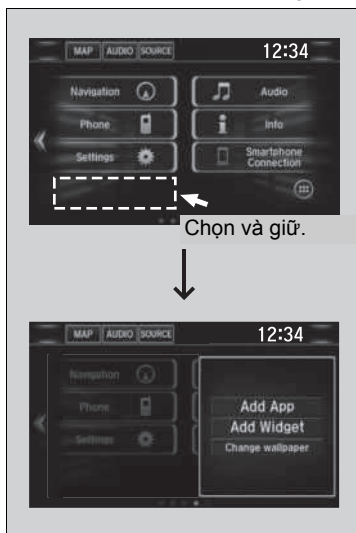 MAP AUDIO SOURCE 12:34
Navigation Audio
Phone Info
Settings Smartphone
Connection
Chọn và giữ.
MAP AUDIO SOURCE 12:34
Navigation
Phone
Settings
Add App
Add Widget
Change wallpaper